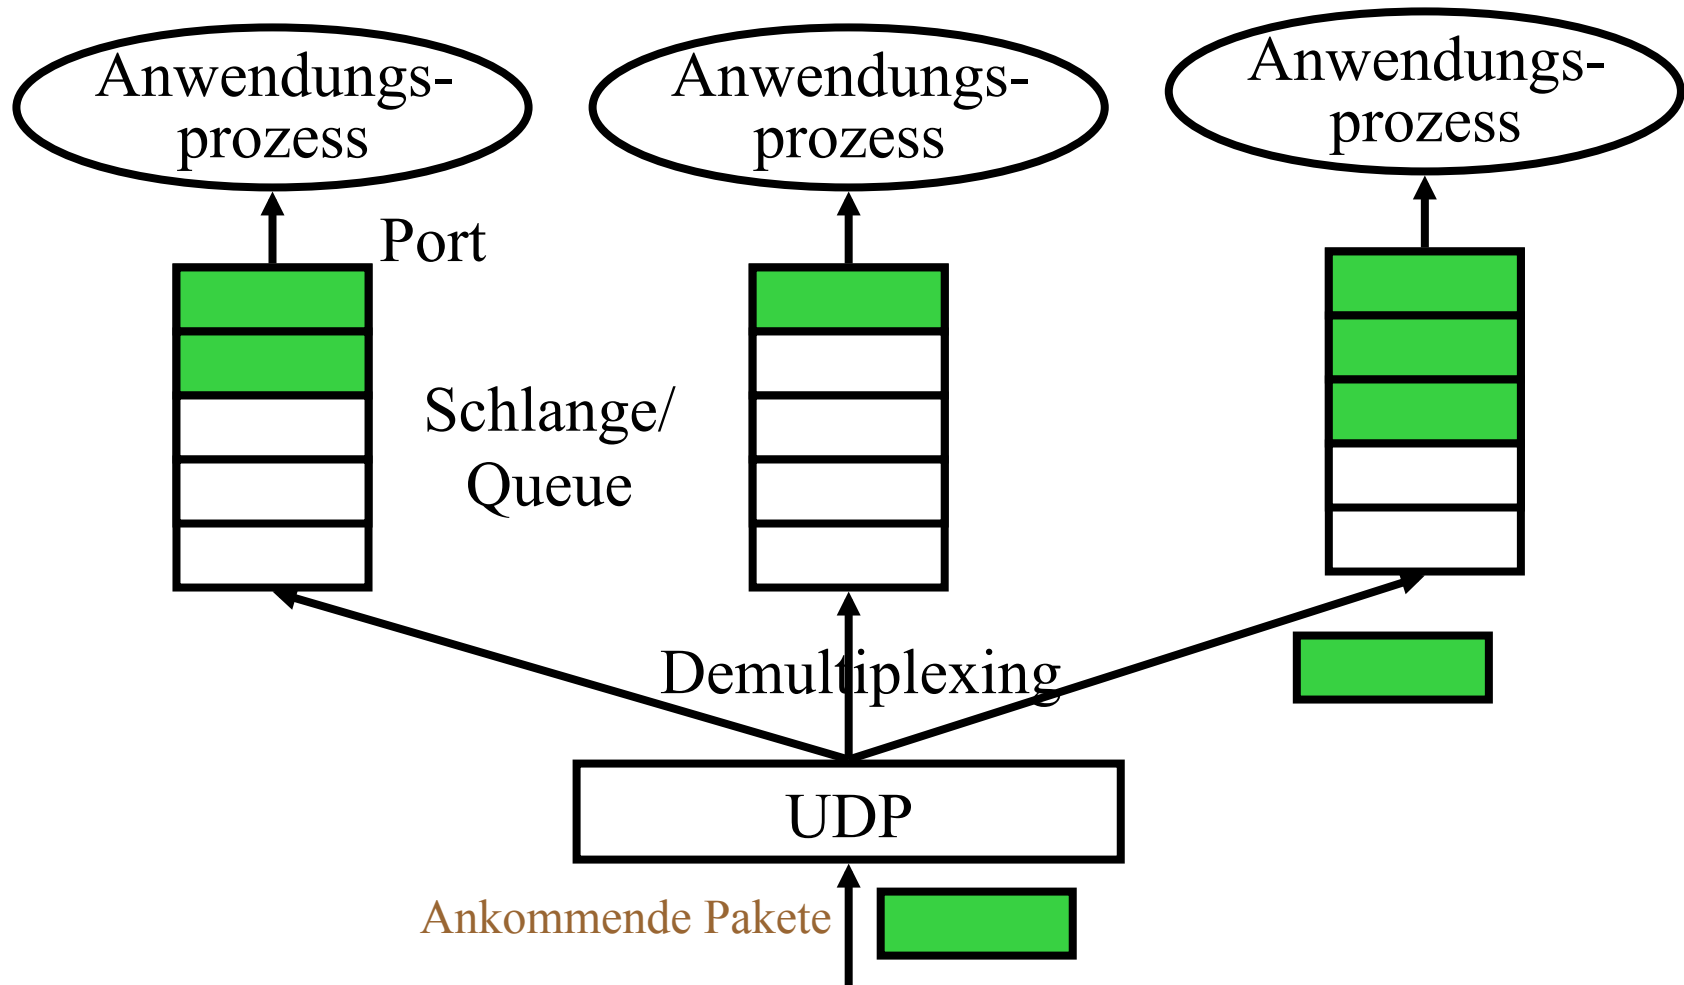 Anwendungs-
prozess
Anwendungs-
prozess
Anwendungs-
prozess
Port
Schlange/
Queue
Demultiplexing
UDP
Ankommende Pakete